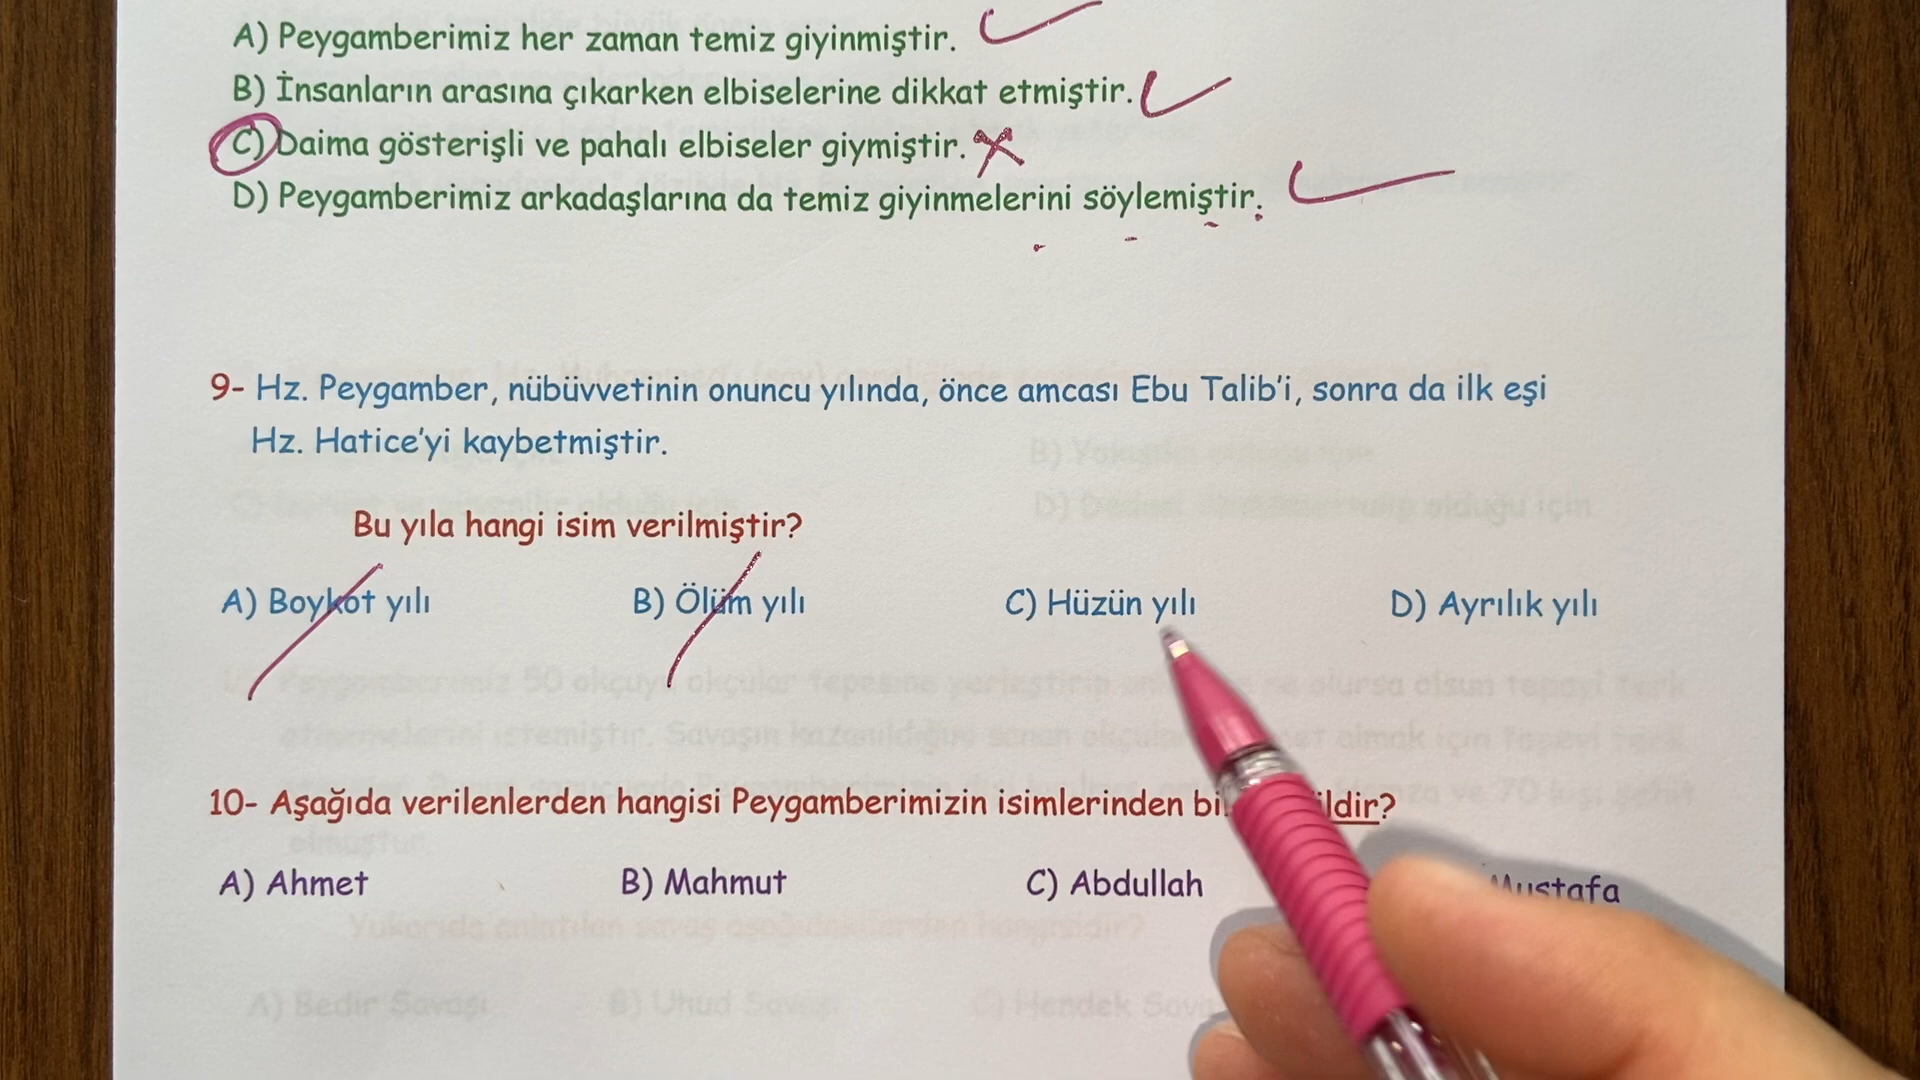 A) Peygamberimiz her zaman temiz giyinmiştir.
B) İnsanların arasına çıkarken elbiselerine dikkat etmiştir.
C) Daima gösterişli ve pahalı elbiseler giymiştir.
D) Peygamberimiz arkadaşlarına da temiz giyinmelerini söylemiştir.
9- Hz. Peygamber, nübüvvetinin onuncu yılında, önce amcası Ebu Talib'i, sonra da ilk eşi
Hz. Hatice'yi kaybetmiştir.
Bu yıla hangi isim verilmiştir?
A) Boykot yılı B) Ölüm yılı C) Hüzün yılı D) Ayrılık yılı
10- Aşağıda verilenlerden hangisi Peygamberimizin isimlerinden
A) Ahmet B) Mahmut C) Abdullah Mustafa